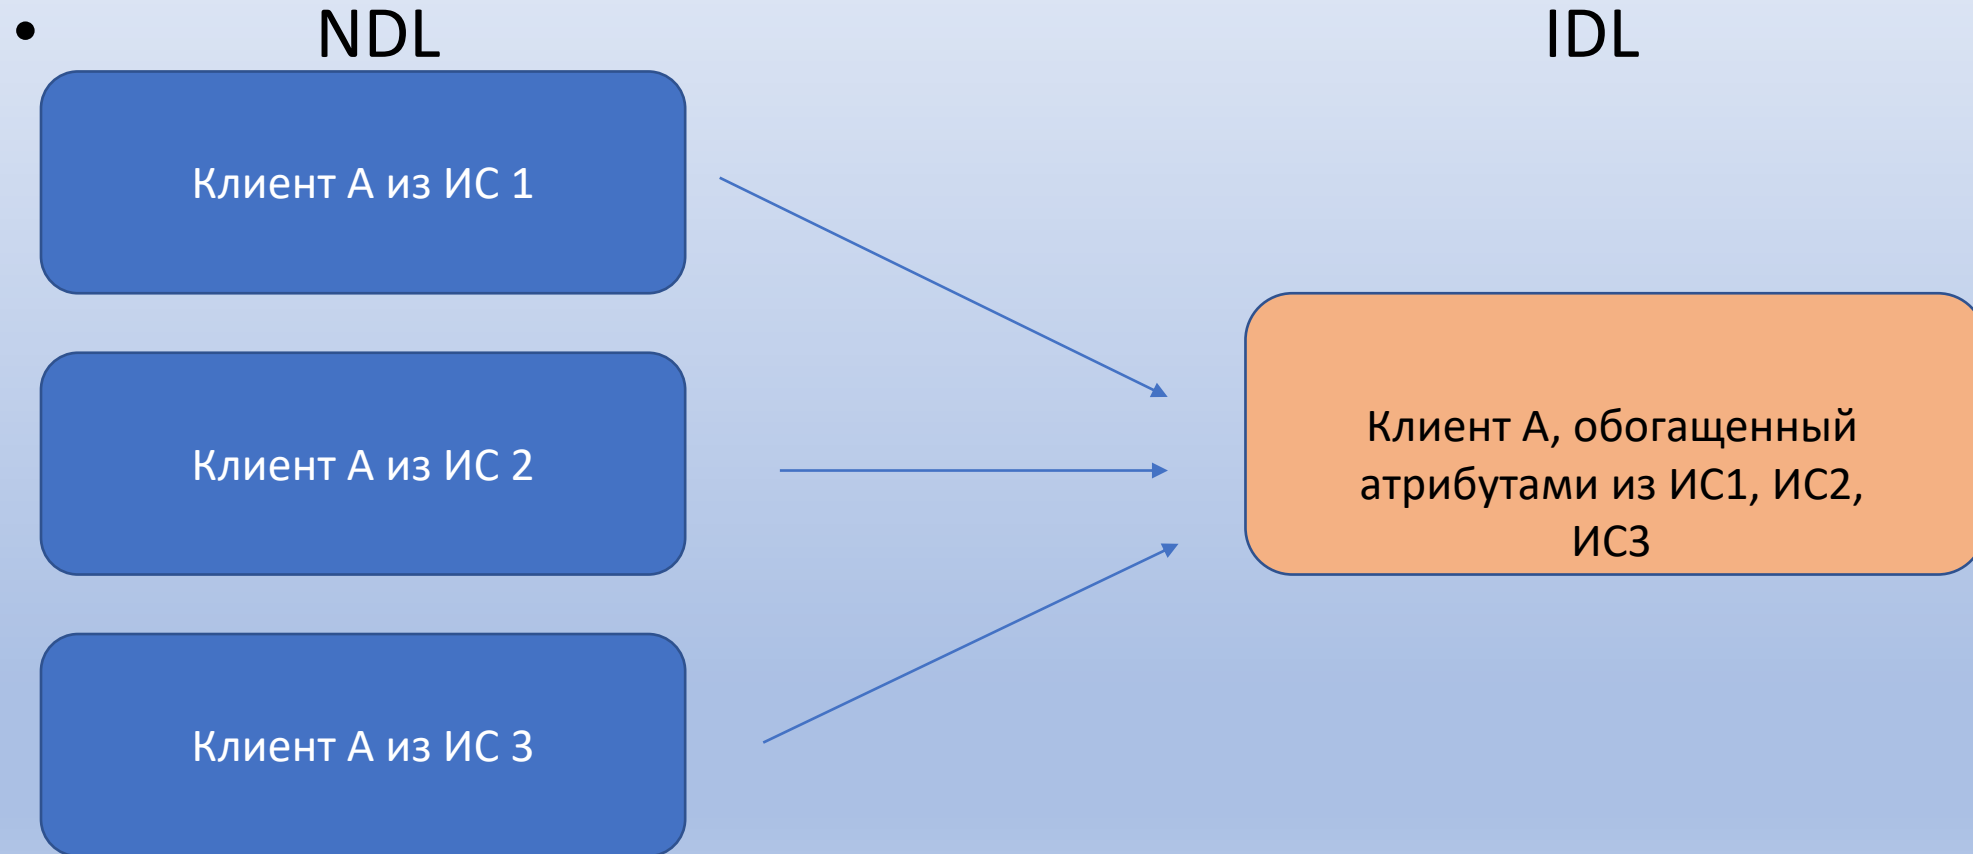 • NDL
IDL
Клиент А из ИС 1
Клиент А из ИС 2
Клиент А из ИС 3
Клиент А, обогащенный
атрибутами из ИС1, ИС2,
ИС3